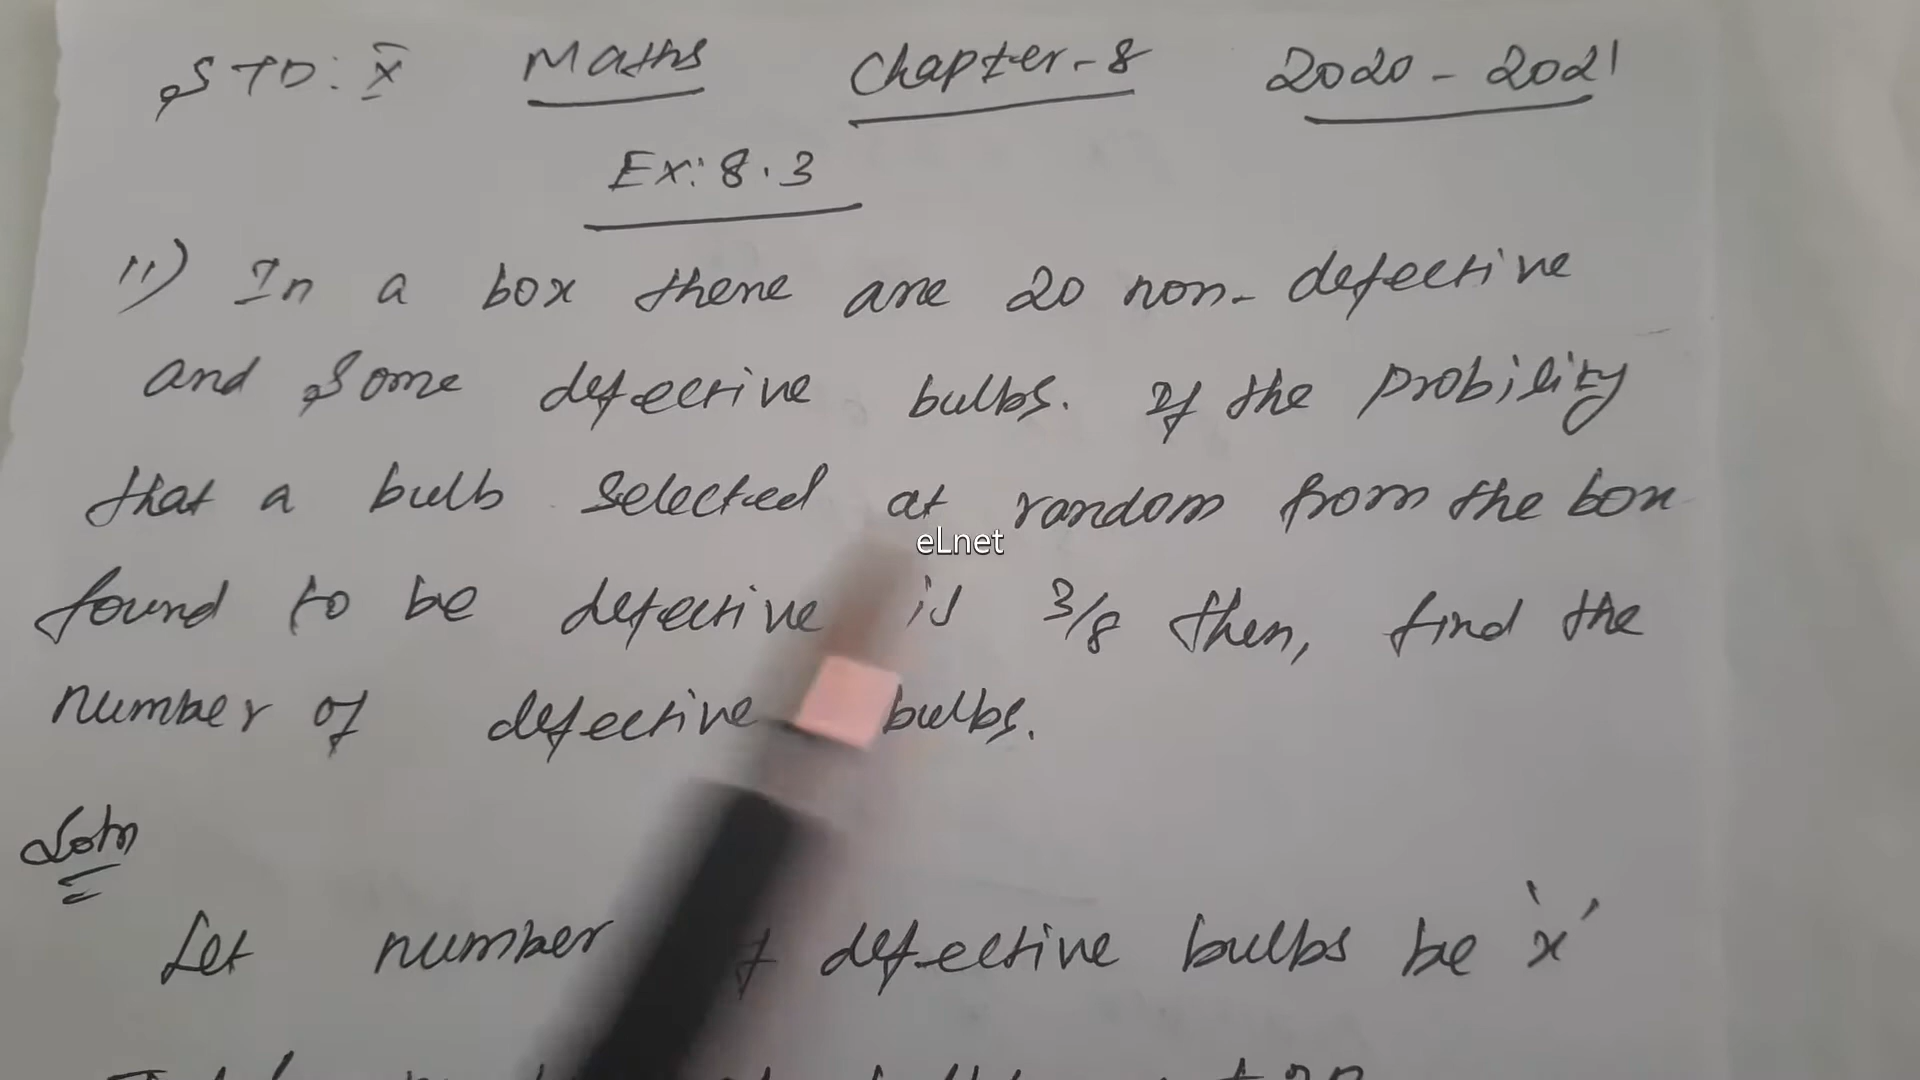 STD: X Maths Chapter-8 2020-2021
Ex: 8.3
11) In a box there are 20 non-defective
and Some defective bulbs. If the Probility
that a bulb Selected at random from the box
eLnet
found to be defective is 3/8 then, find the
number of defective bulbs.
Soln
Let number defective bulbs be 'x'